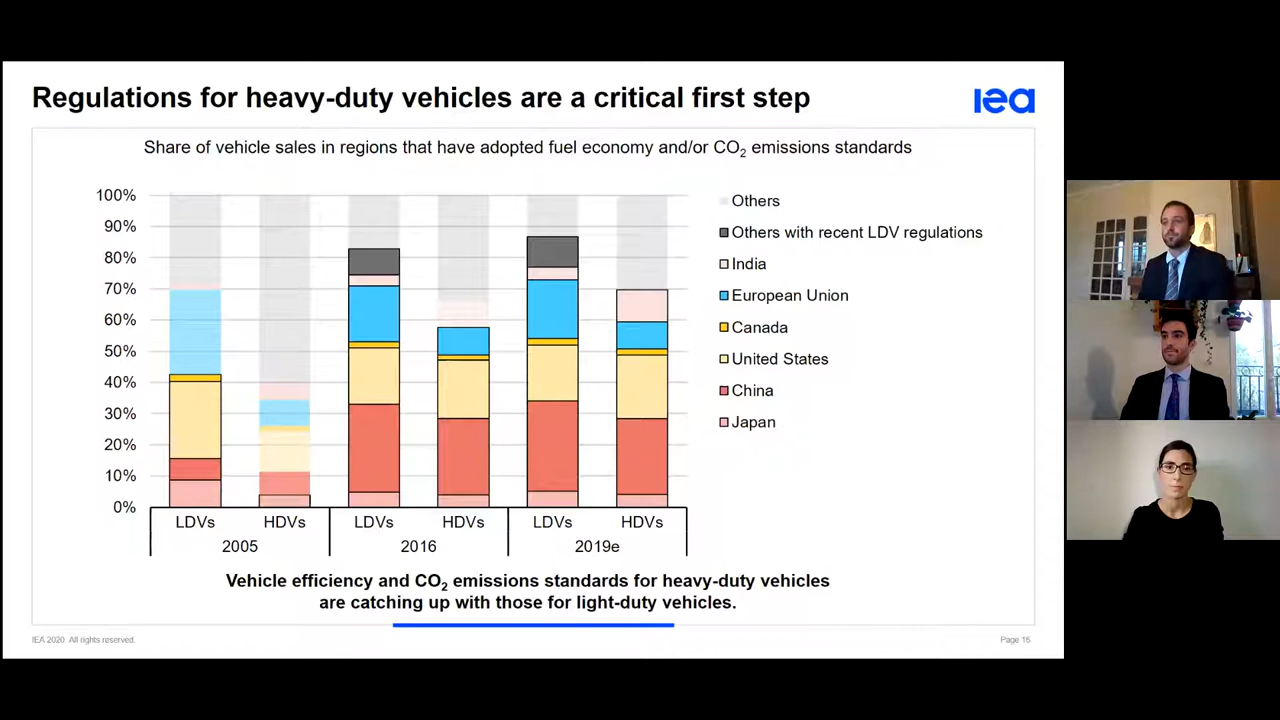 Regulations for heavy-duty vehicles are a critical first step
iea
Share of vehicle sales in regions that have adopted fuel economy and/or CO2 emissions standards
100%
90%
80%
70%
60%
50%
40%
30%
20%
10%
0%
LDVs HDVs LDVs HDVs LDVs HDVs
2005 2016 2019e
Others
Others with recent LDV regulations
India
European Union
Canada
United States
China
Japan
Vehicle efficiency and CO2 emissions standards for heavy-duty vehicles
are catching up with those for light-duty vehicles.
IEA 2020. All rights reserved.
Page 16